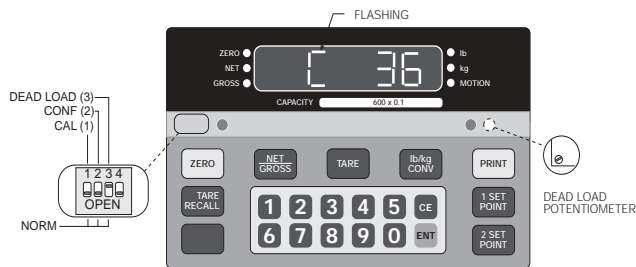 FLASHING
ZERO
NET
GROSS
C 36
lb
kg
MOTION
CAPACITY 600 x 0.1
DEAD LOAD (3)
CONF (2)
CAL (1)
1 2 3 4
OPEN
NORM
ZERO
NET
GROSS
TARE
lb/kg
CONV
PRINT
TARE
RECALL
1 2 3 4 5 CE
6 7 8 9 0 ENT
1 SET
POINT
2 SET
POINT
DEAD LOAD
POTENTIOMETER